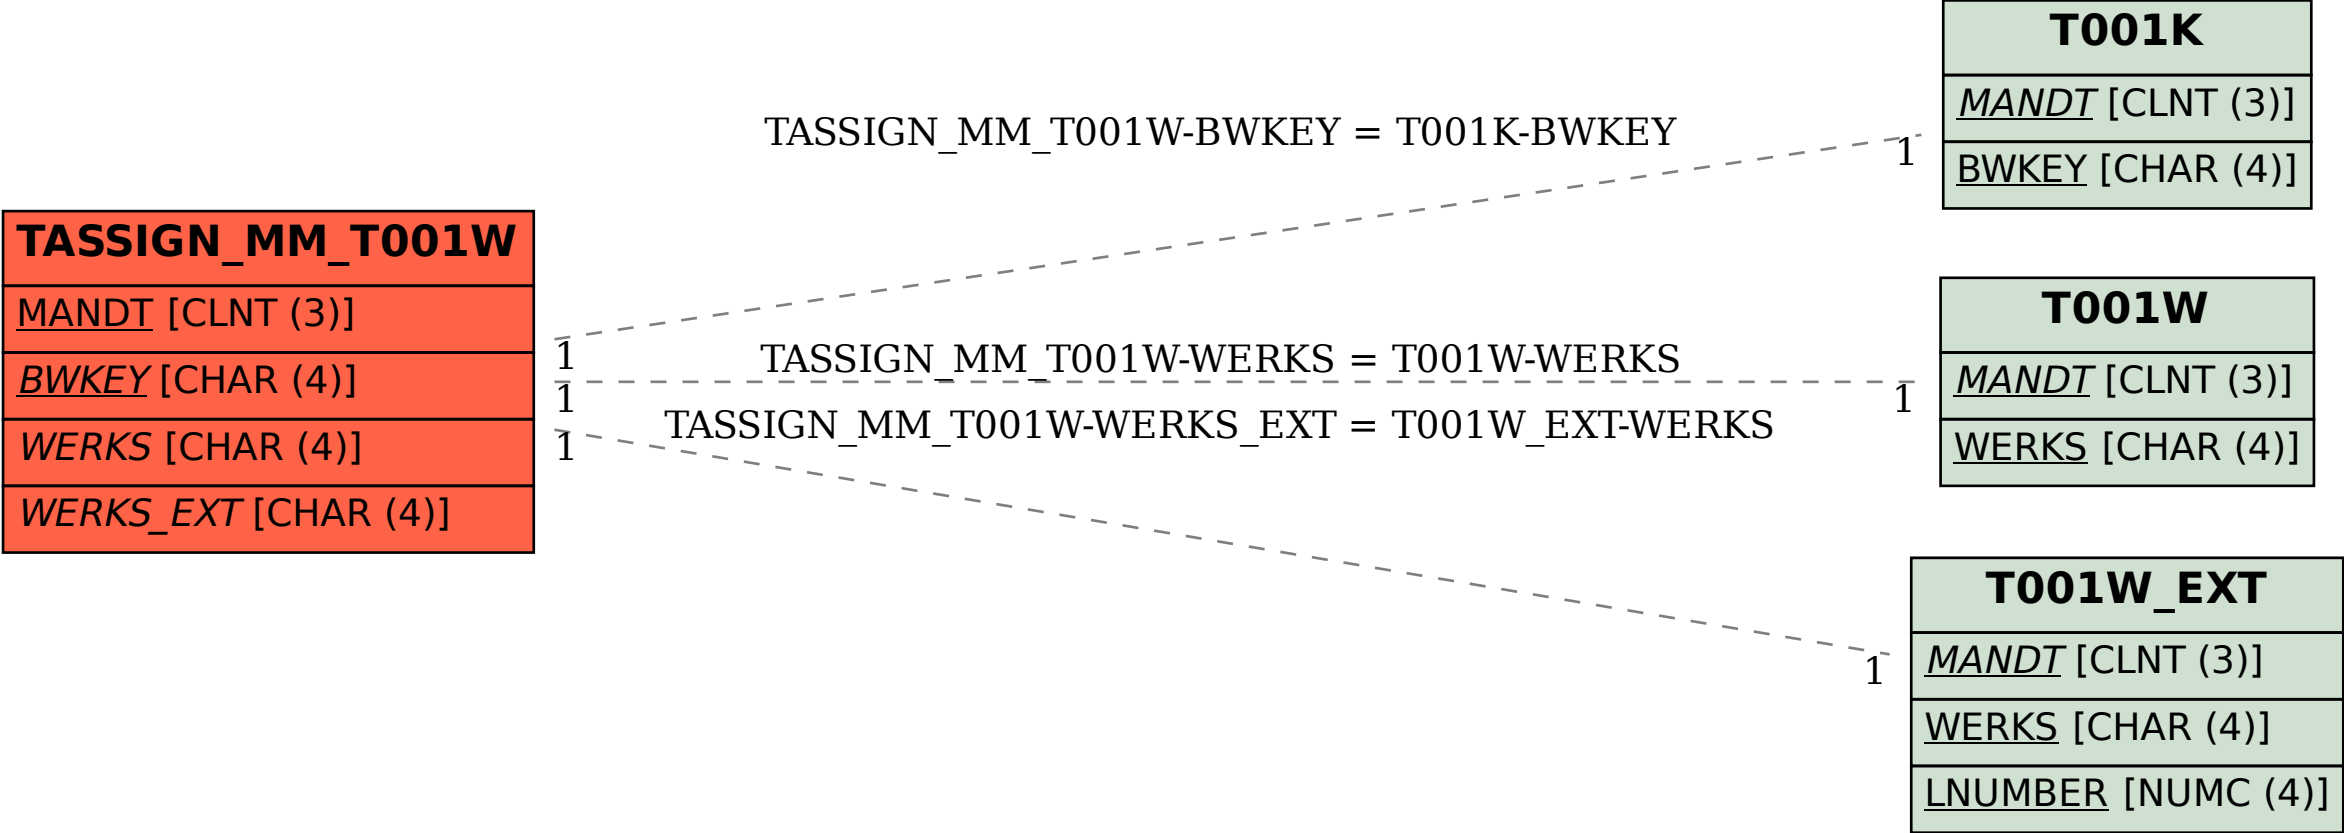 TASSIGN_MM_T001W
MANDT [CLNT (3)]
BWKEY [CHAR (4)]
WERKS [CHAR (4)]
WERKS_EXT [CHAR (4)]
TASSIGN_MM_T001W-BWKEY = T001K-BWKEY
1
1
TASSIGN_MM_T001W-WERKS = T001W-WERKS
1
1
TASSIGN_MM_T001W-WERKS_EXT = T001W_EXT-WERKS
1
1
T001K
MANDT [CLNT (3)]
BWKEY [CHAR (4)]
T001W
MANDT [CLNT (3)]
WERKS [CHAR (4)]
T001W_EXT
MANDT [CLNT (3)]
WERKS [CHAR (4)]
LNUMBER [NUMC (4)]